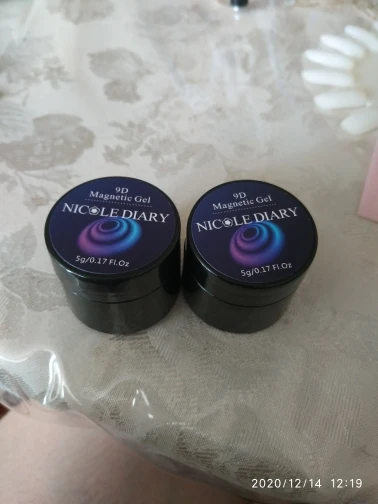 9D
Magnetic Gel
NICOLE DIARY
5g/0.17 Fl.Oz
9D
Magnetic Gel
NICOLE DIARY
5g/0.17 Fl.Oz
2020/12/14 12:19